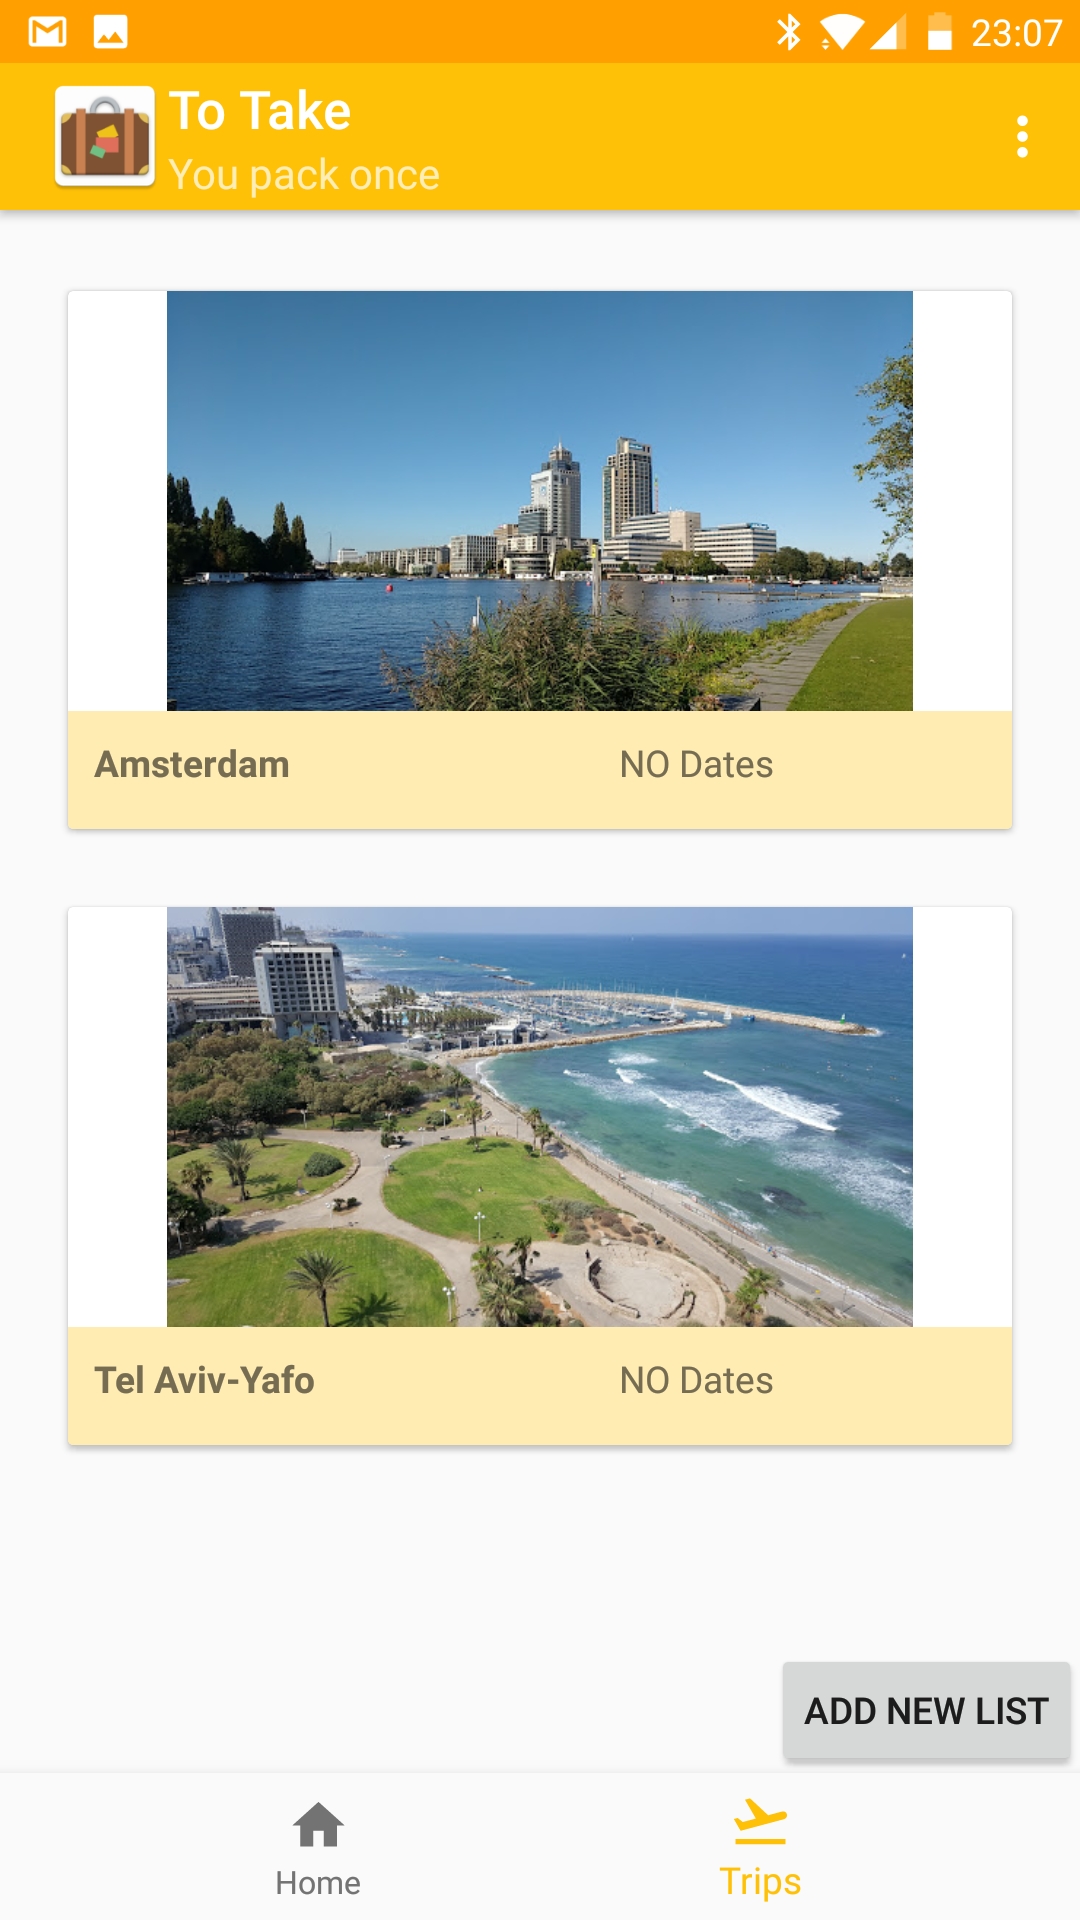 23:07
To Take
You pack once
Amsterdam
NO Dates
Tel Aviv-Yafo
NO Dates
ADD NEW LIST
Home
Trips